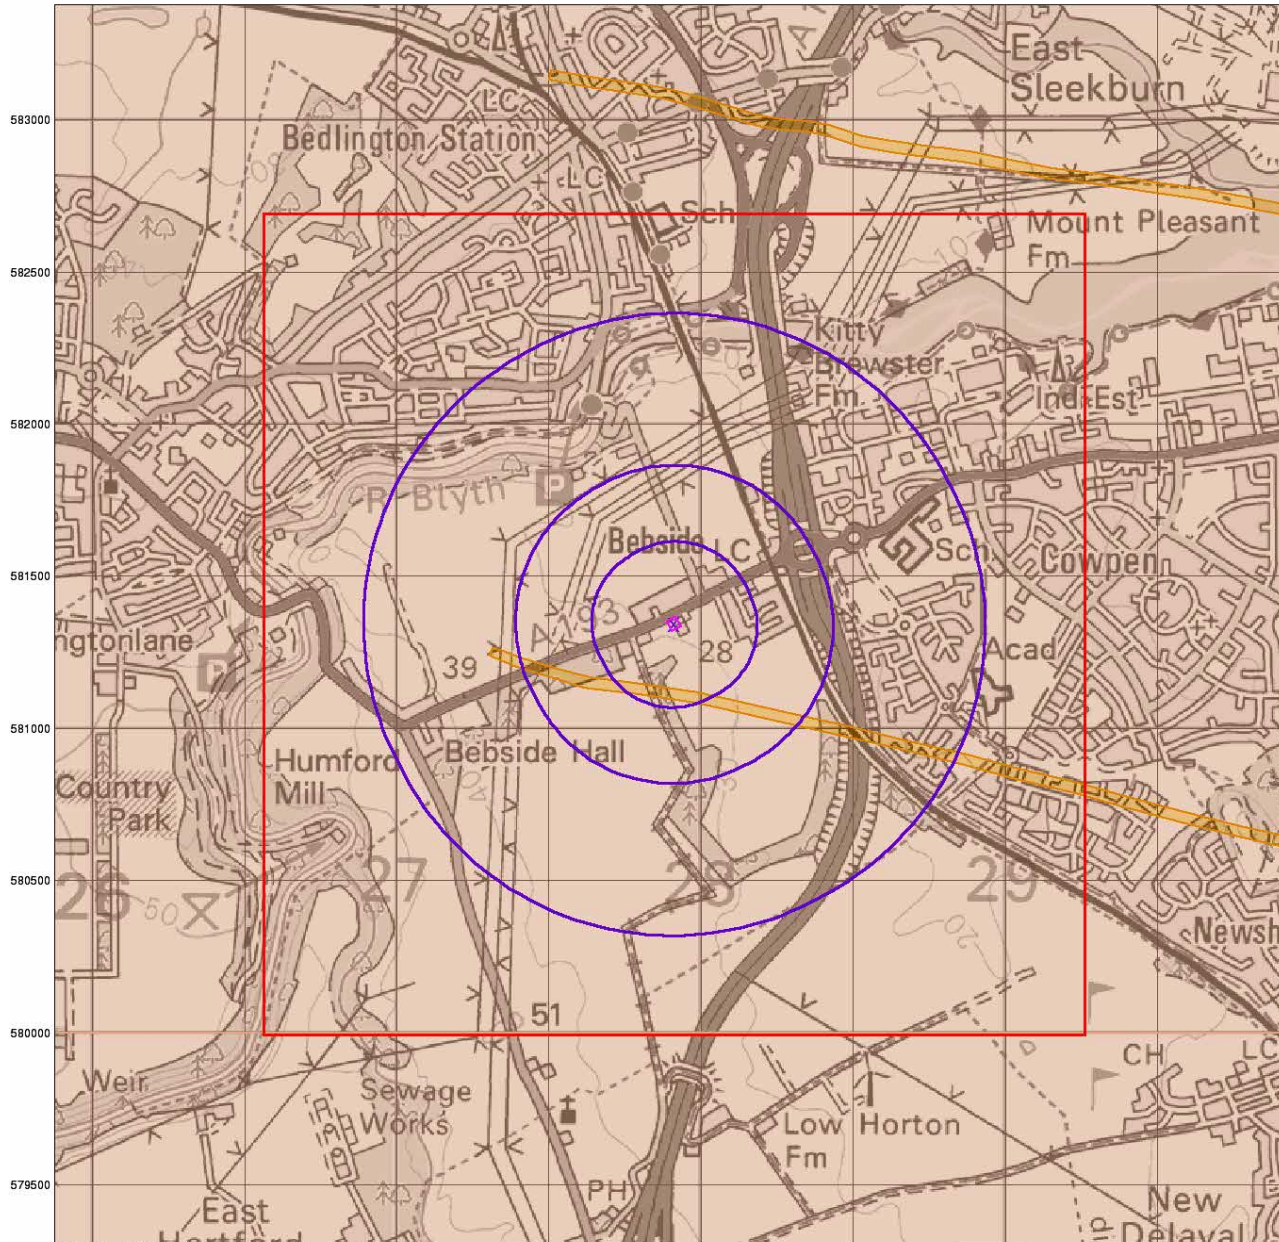 East
Sleekburn
583000
LC
Bedlington Station
LC
Sch
Mount Pleasant
Fm
582500
Kitty
Brewster
Fm
Ind Est
582000
P
R Blyth
Bebside
LC
Sch
Cowpen
581500
A193
ngtonlane
P
28
39
Acad
581000
Bebside Hall
Humford
Mill
Country
Park
580500
26
27
28
29
50
20
Newsh
51
580000
CH
LC
Weir
Sewage
Works
Low Horton
Fm
579500
PH
East
Hartford
New
Delaval